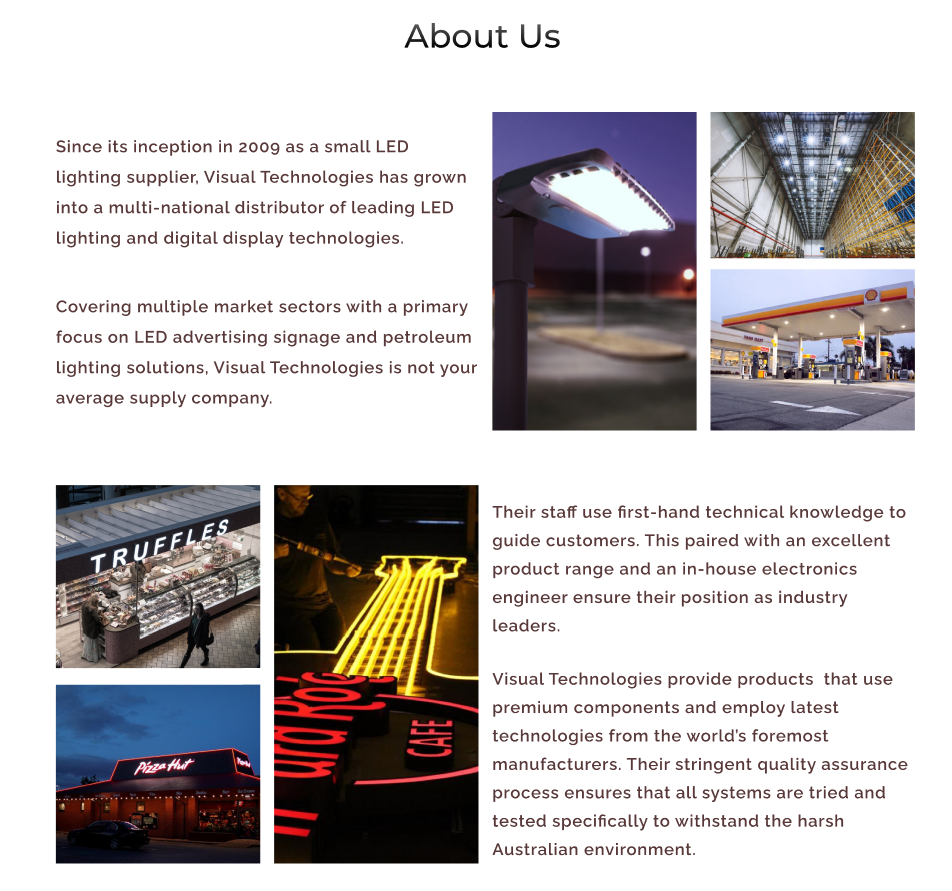 About Us
Since its inception in 2009 as a small LED
lighting supplier, Visual Technologies has grown
into a multi-national distributor of leading LED
lighting and digital display technologies.
Covering multiple market sectors with a primary
focus on LED advertising signage and petroleum
lighting solutions, Visual Technologies is not your
average supply company.
TRUFFLES
Pizza Hut
CAFE
Their staff use first-hand technical knowledge to
guide customers. This paired with an excellent
product range and an in-house electronics
engineer ensure their position as industry
leaders.
Visual Technologies provide products  that use
premium components and employ latest
technologies from the world's foremost
manufacturers. Their stringent quality assurance
process ensures that all systems are tried and
tested specifically to withstand the harsh
Australian environment.